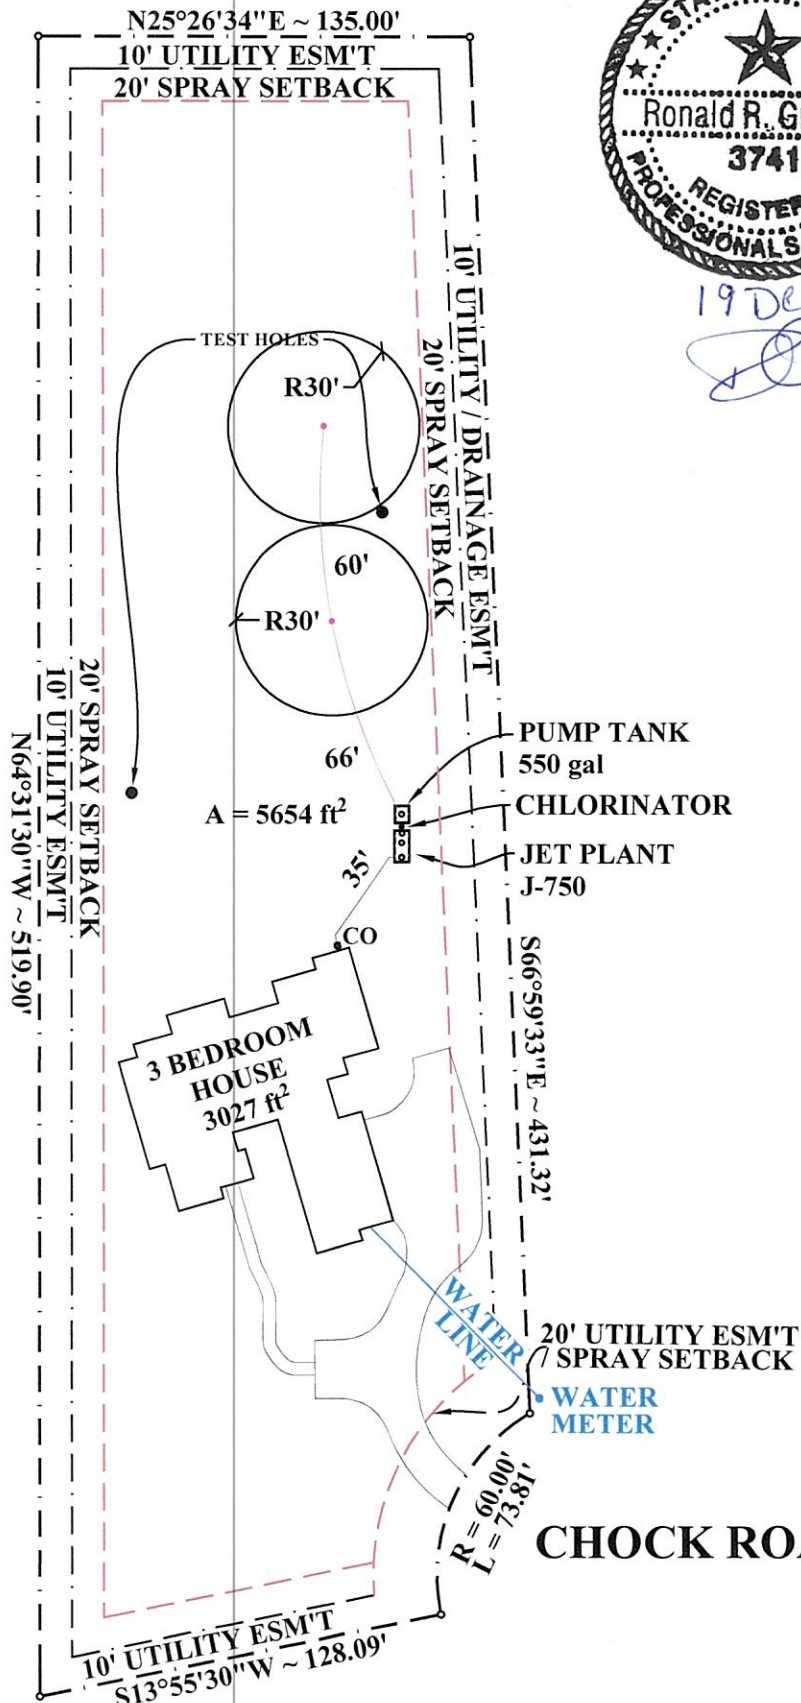 N25°26'34"E ~ 135.00'
10' UTILITY ESM'T
20' SPRAY SETBACK
Ronald R. G
3741
REGISTER
PROFESSIONAL S
19 DE
10' UTILITY / DRAINAGE ESM'T
20' SPRAY SETBACK
TEST HOLES
R30'
60'
R30'
66'
20' SPRAY SETBACK
10' UTILITY ESM'T
N64°31'30"W ~ 519.90'
A = 5654 ft²
PUMP TANK
550 gal
CHLORINATOR
JET PLANT
J-750
35'
CO
S66°59'33"E ~ 431.32'
3 BEDROOM
HOUSE
3027 ft²
WATER
LINE
20' UTILITY ESM'T
/ SPRAY SETBACK
WATER
METER
R = 60.00'
L = 73.81'
CHOCK ROA
10' UTILITY ESM'T
S13°55'30"W ~ 128.09'